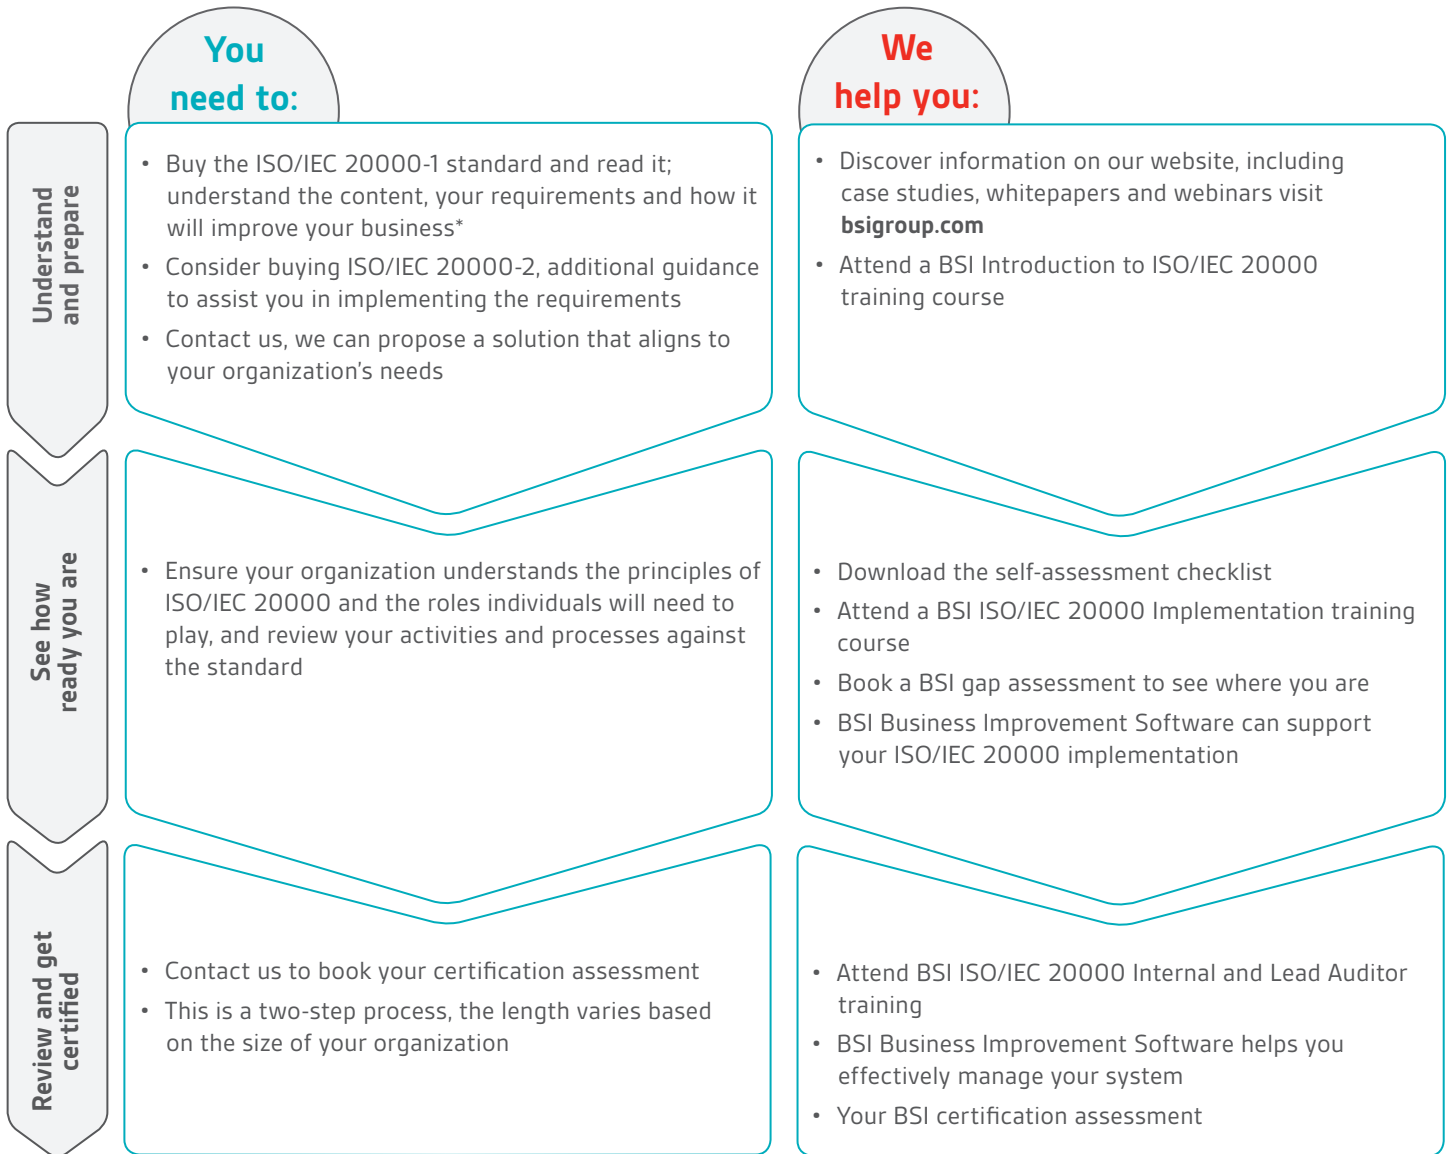 You
need to:
We
help you:
Understand
and prepare
• Buy the ISO/IEC 20000-1 standard and read it;
understand the content, your requirements and how it
will improve your business*
• Consider buying ISO/IEC 20000-2, additional guidance
to assist you in implementing the requirements
• Contact us, we can propose a solution that aligns to
your organization's needs
• Discover information on our website, including
case studies, whitepapers and webinars visit
bsigroup.com
• Attend a BSI Introduction to ISO/IEC 20000
training course
See how
ready you are
• Ensure your organization understands the principles of
ISO/IEC 20000 and the roles individuals will need to
play, and review your activities and processes against
the standard
• Download the self-assessment checklist
• Attend a BSI ISO/IEC 20000 Implementation training
course
• Book a BSI gap assessment to see where you are
• BSI Business Improvement Software can support
your ISO/IEC 20000 implementation
Review and get
certified
• Contact us to book your certification assessment
• This is a two-step process, the length varies based
on the size of your organization
• Attend BSI ISO/IEC 20000 Internal and Lead Auditor
training
• BSI Business Improvement Software helps you
effectively manage your system
• Your BSI certification assessment